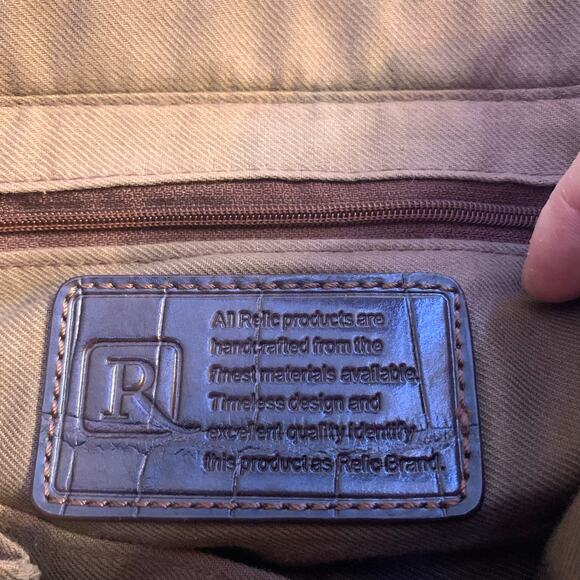 R
All Relic products are
handcrafted from the
finest materials available.
Timeless design and
excellent quality identify
this product as Relic Brand.